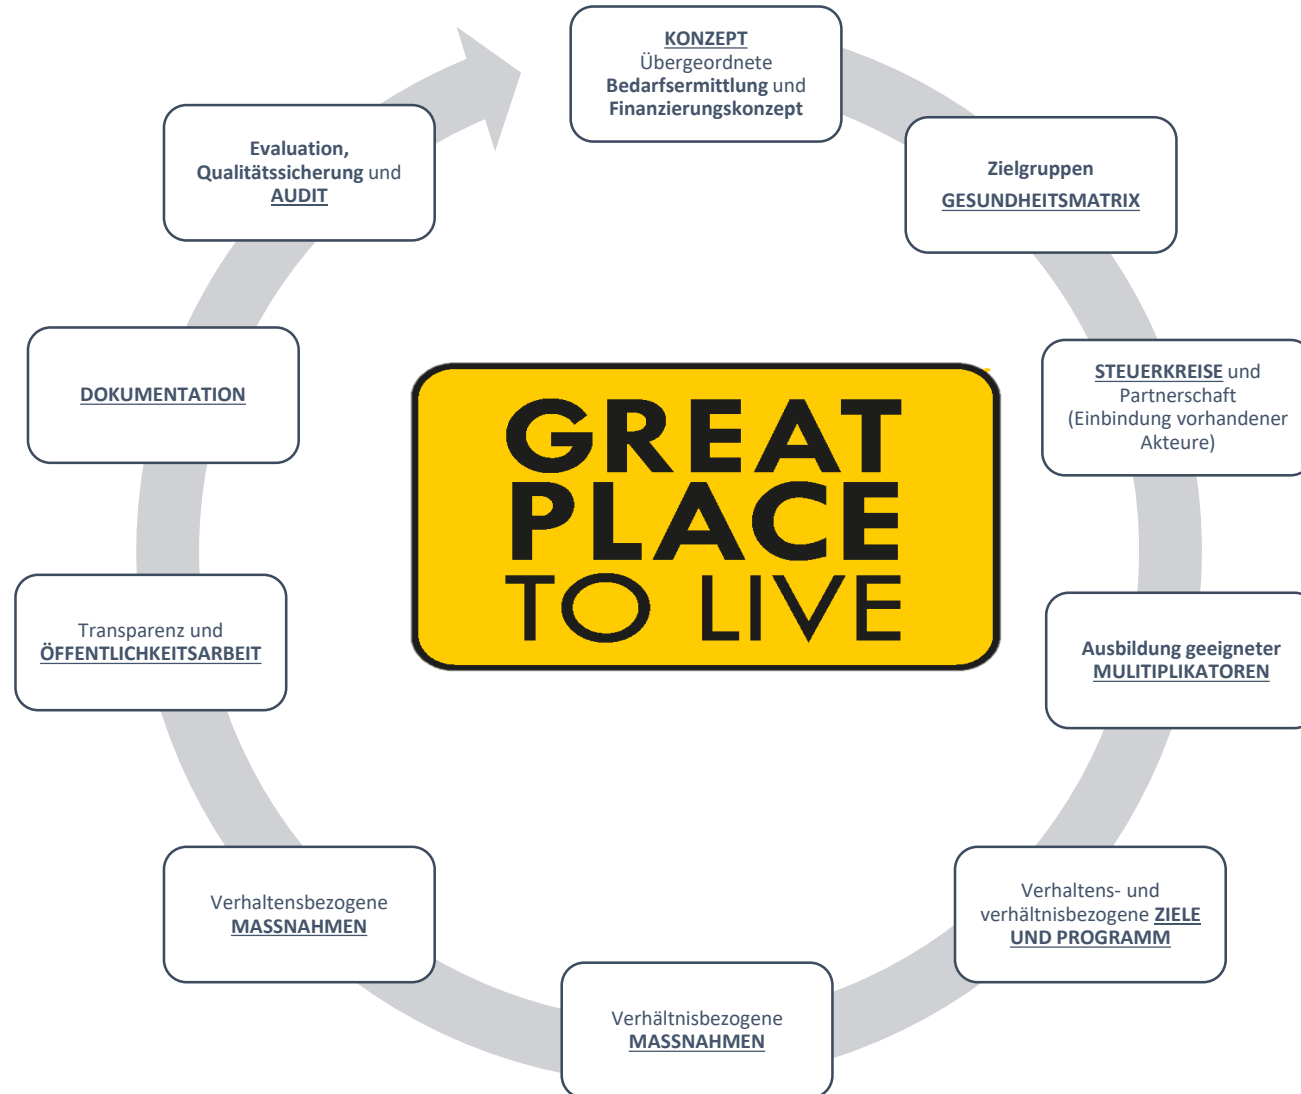 KONZEPT
Übergeordnete
Bedarfsermittlung und
Finanzierungskonzept
Zielgruppen
GESUNDHEITSMATRIX
STEUERKREISE und
Partnerschaft
(Einbindung vorhandener
Akteure)
Ausbildung geeigneter
MULITIPLIKATOREN
Verhaltens- und
verhältnisbezogene ZIELE
UND PROGRAMM
Verhältnisbezogene
MASSNAHMEN
Verhaltensbezogene
MASSNAHMEN
Transparenz und
ÖFFENTLICHKEITSARBEIT
DOKUMENTATION
Evaluation,
Qualitätssicherung und
AUDIT
GREAT
PLACE
TO LIVE